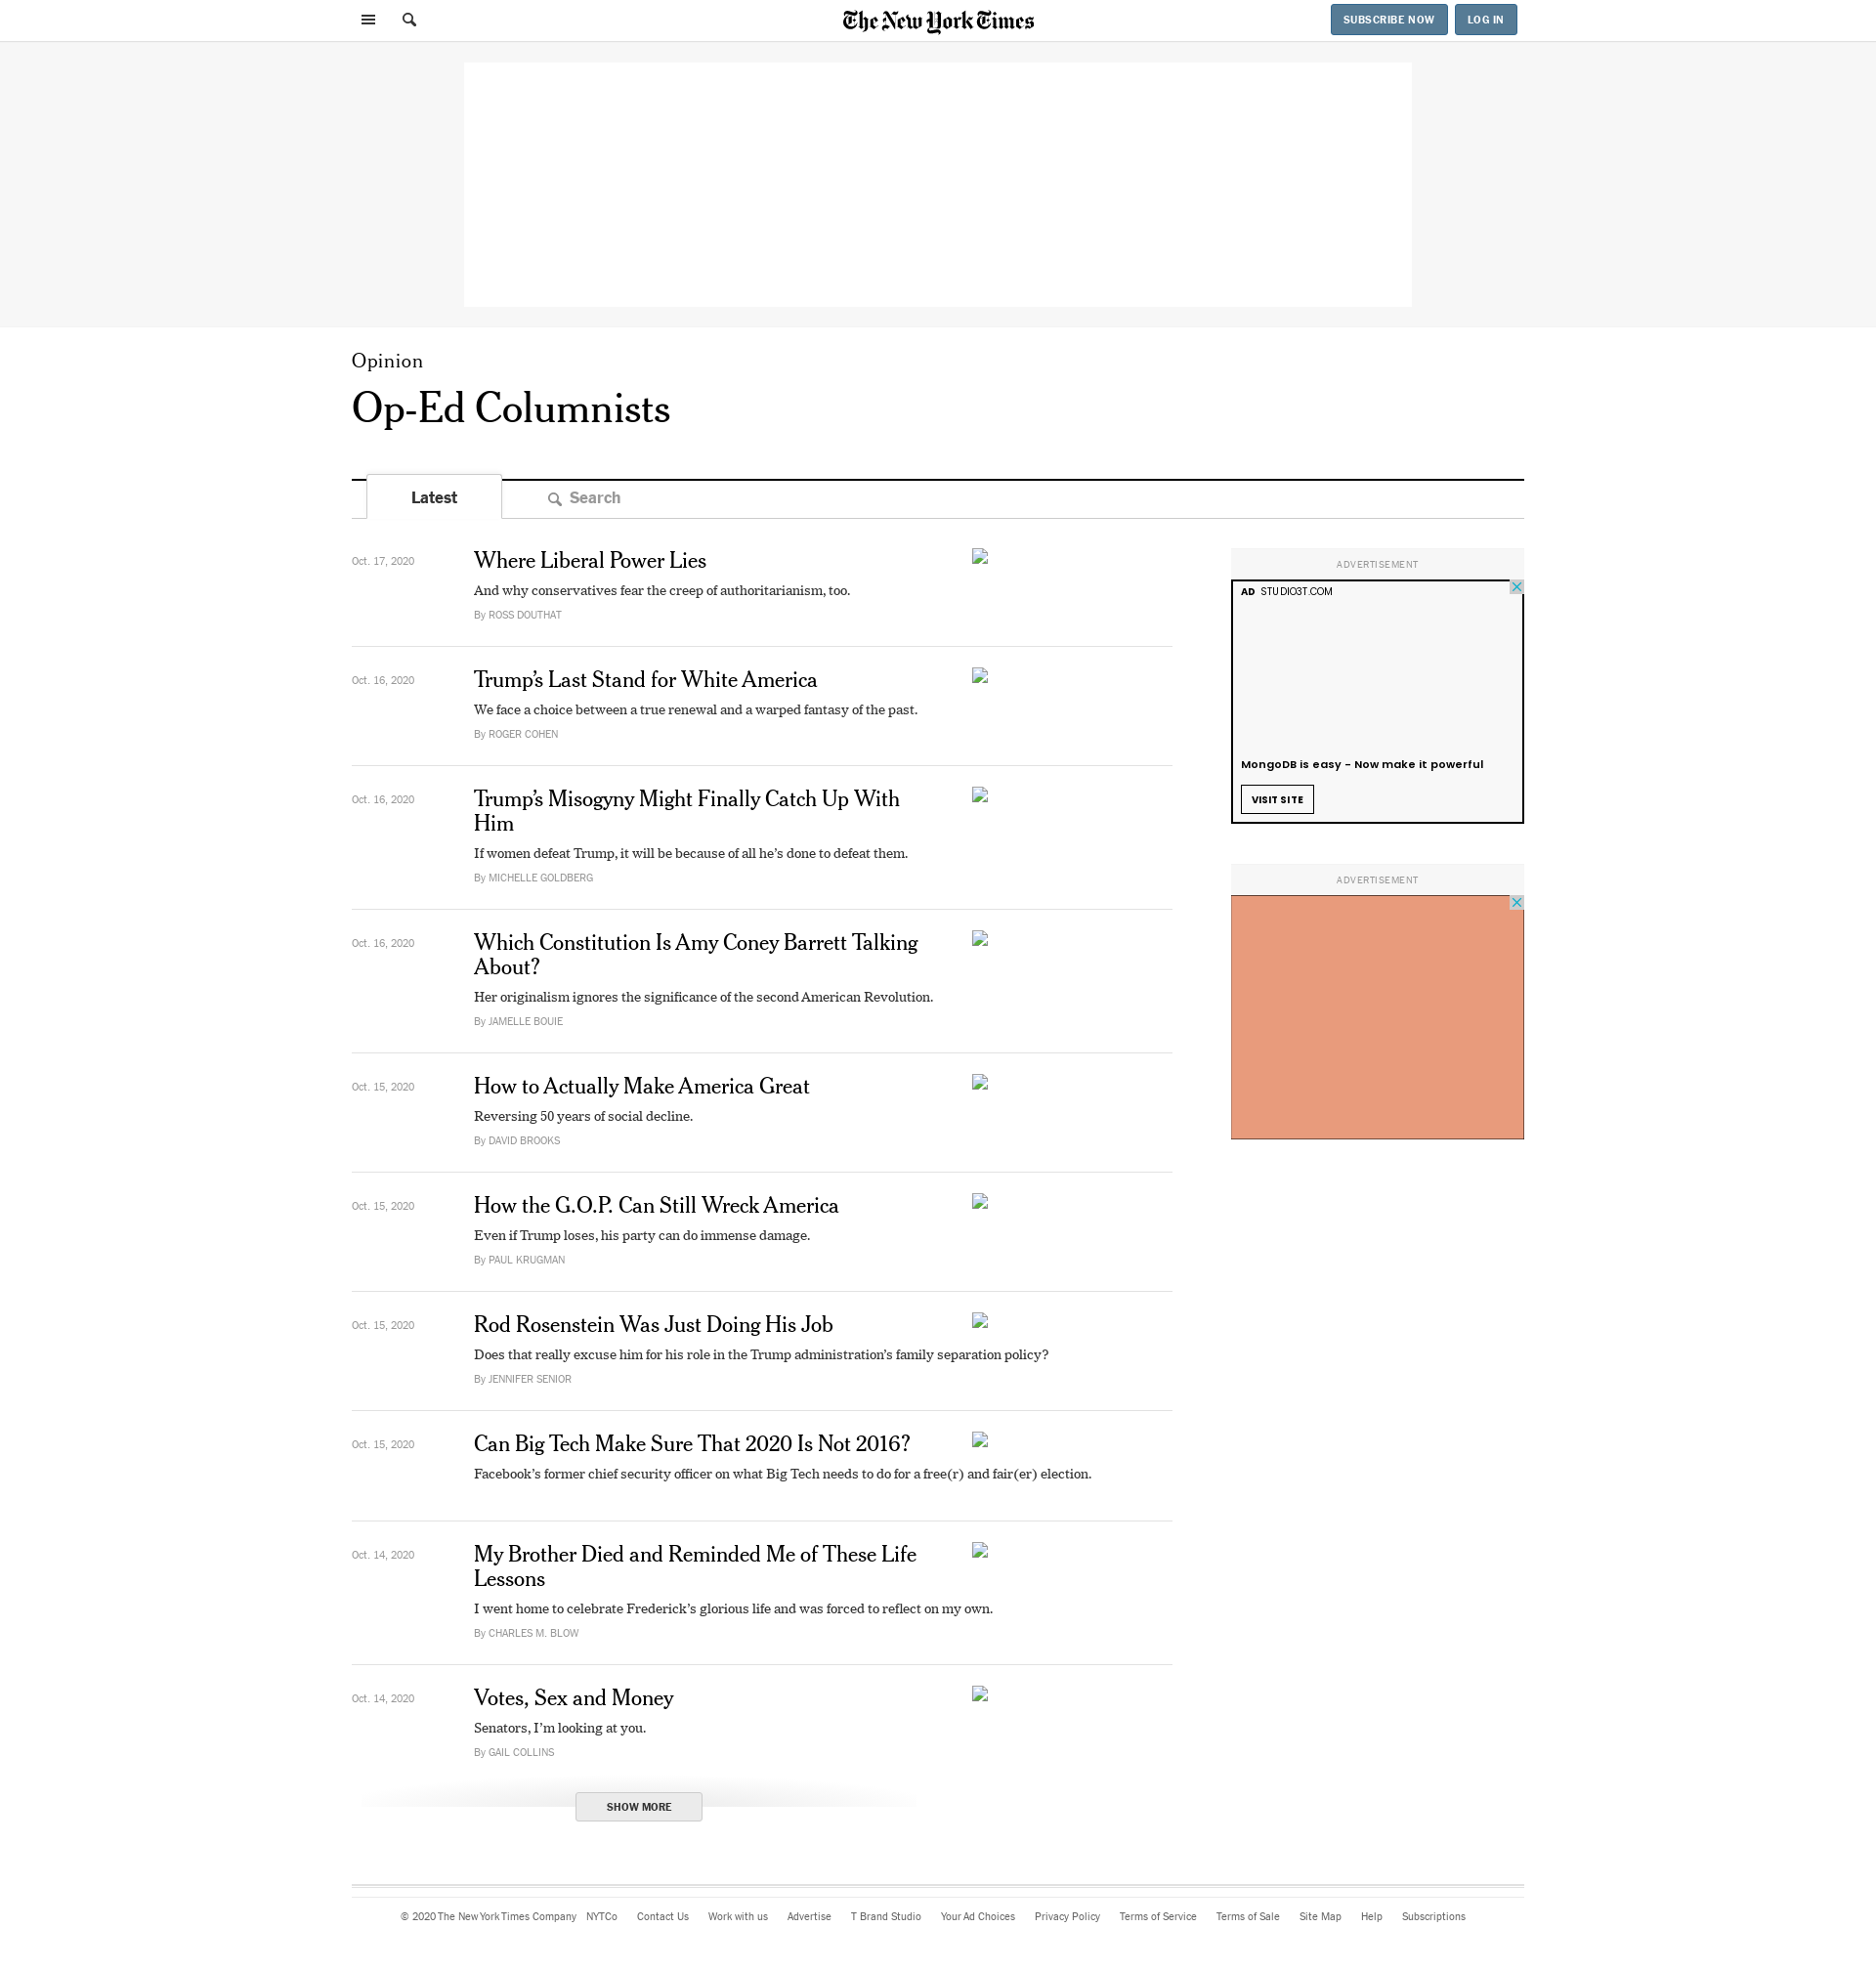 The New York Times
SUBSCRIBE NOW
LOG IN
Opinion
Op-Ed Columnists
Latest
Search
Oct. 17, 2020
Where Liberal Power Lies
And why conservatives fear the creep of authoritarianism, too.
By ROSS DOUTHAT
Oct. 16, 2020
Trump’s Last Stand for White America
We face a choice between a true renewal and a warped fantasy of the past.
By ROGER COHEN
Oct. 16, 2020
Trump’s Misogyny Might Finally Catch Up With
Him
If women defeat Trump, it will be because of all he’s done to defeat them.
By MICHELLE GOLDBERG
Oct. 16, 2020
Which Constitution Is Amy Coney Barrett Talking
About?
Her originalism ignores the significance of the second American Revolution.
By JAMELLE BOUIE
Oct. 15, 2020
How to Actually Make America Great
Reversing 50 years of social decline.
By DAVID BROOKS
Oct. 15, 2020
How the G.O.P. Can Still Wreck America
Even if Trump loses, his party can do immense damage.
By PAUL KRUGMAN
Oct. 15, 2020
Rod Rosenstein Was Just Doing His Job
Does that really excuse him for his role in the Trump administration’s family separation policy?
By JENNIFER SENIOR
Oct. 15, 2020
Can Big Tech Make Sure That 2020 Is Not 2016?
Facebook’s former chief security officer on what Big Tech needs to do for a free(r) and fair(er) election.
Oct. 14, 2020
My Brother Died and Reminded Me of These Life
Lessons
I went home to celebrate Frederick’s glorious life and was forced to reflect on my own.
By CHARLES M. BLOW
Oct. 14, 2020
Votes, Sex and Money
Senators, I’m looking at you.
By GAIL COLLINS
SHOW MORE
ADVERTISEMENT
AD STUDIO3T.COM
MongoDB is easy - Now make it powerful
VISIT SITE
ADVERTISEMENT
© 2020 The New York Times Company NYTCo Contact Us Work with us Advertise T Brand Studio Your Ad Choices Privacy Policy Terms of Service Terms of Sale Site Map Help Subscriptions